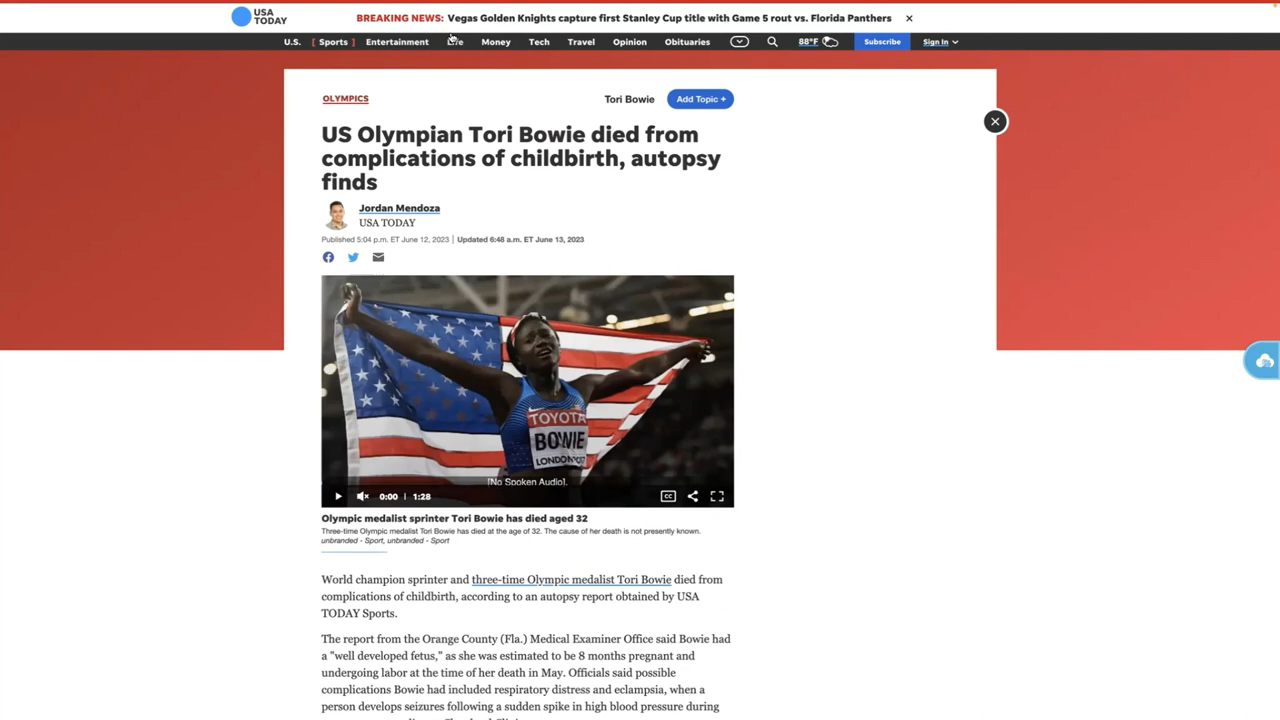 USA
TODAY
BREAKING NEWS: Vegas Golden Knights capture first Stanley Cup title with Game 5 rout vs. Florida Panthers
U.S. [ Sports ] Entertainment Life Money Tech Travel Opinion Obituaries 88°F Subscribe Sign In
OLYMPICS
Tori Bowie Add Topic +
US Olympian Tori Bowie died from
complications of childbirth, autopsy
finds
Jordan Mendoza
USA TODAY
Published 5:04 p.m. ET June 12, 2023 | Updated 6:48 a.m. ET June 13, 2023
TOYOTA
BOWIE
LONDON
[No Spoken Audio].
0:00 | 1:28
CC
Olympic medalist sprinter Tori Bowie has died aged 32
Three-time Olympic medalist Tori Bowie has died at the age of 32. The cause of her death is not presently known.
unbranded - Sport, unbranded - Sport
World champion sprinter and three-time Olympic medalist Tori Bowie died from
complications of childbirth, according to an autopsy report obtained by USA
TODAY Sports.
The report from the Orange County (Fla.) Medical Examiner Office said Bowie had
a "well developed fetus," as she was estimated to be 8 months pregnant and
undergoing labor at the time of her death in May. Officials said possible
complications Bowie had included respiratory distress and eclampsia, when a
person develops seizures following a sudden spike in high blood pressure during